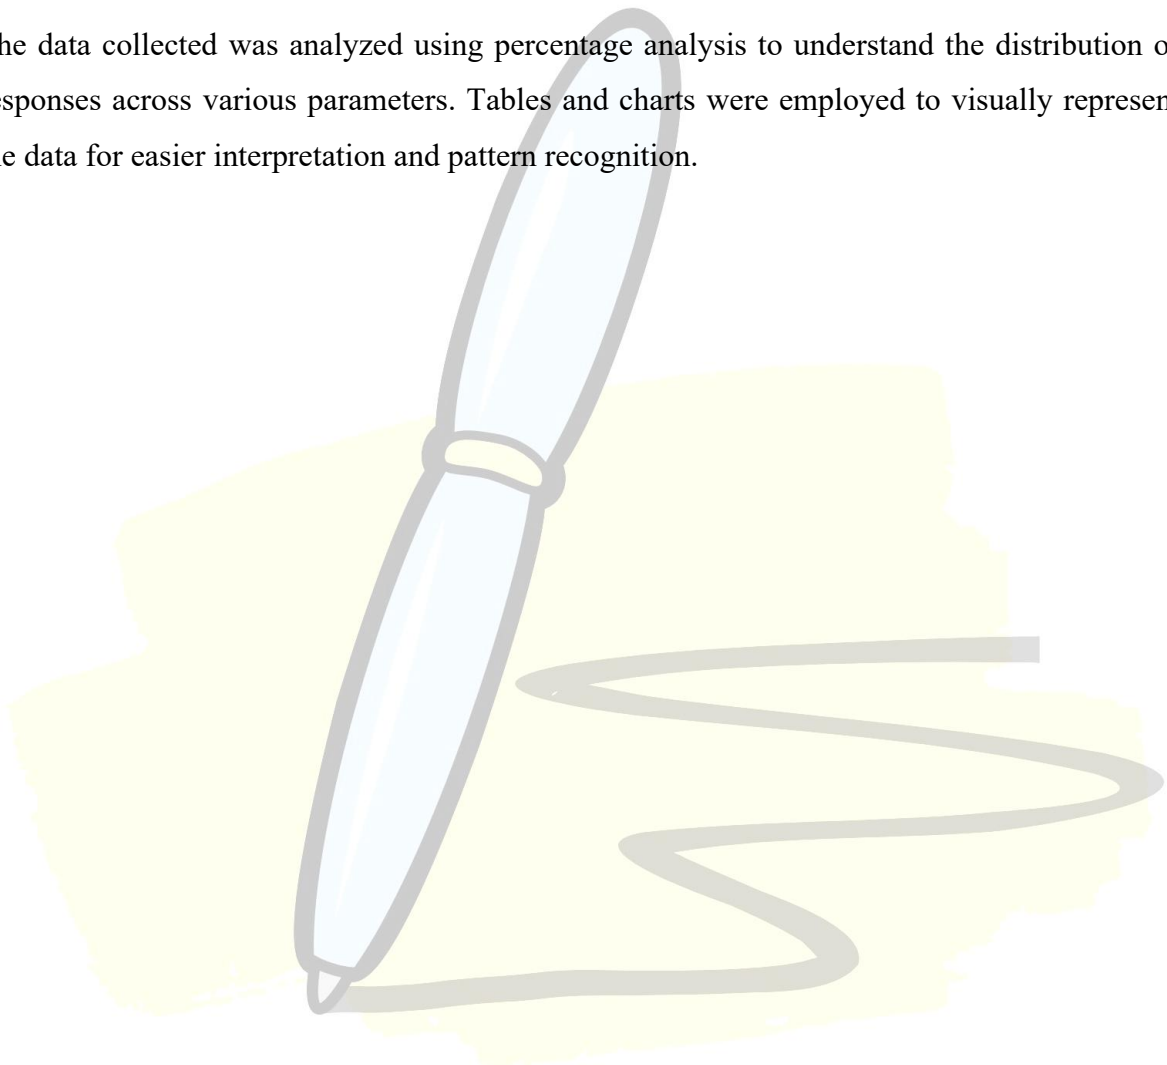 he data collected was analyzed using percentage analysis to understand the distribution o
esponses across various parameters. Tables and charts were employed to visually represen
e data for easier interpretation and pattern recognition.